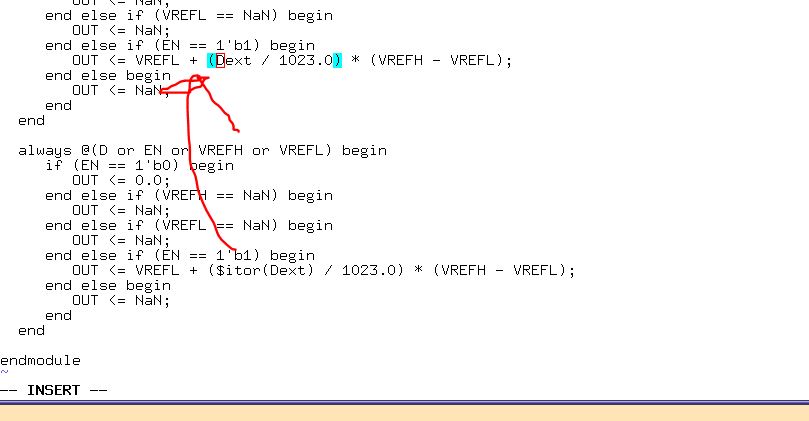 OUT <= NaN;
end else if (VREFL == NaN) begin
OUT <= NaN;
end else if (EN == 1'b1) begin
OUT <= VREFL + (Dext / 1023.0) * (VREFH - VREFL);
end else begin
OUT <= NaN;
end
end
always @(D or EN or VREFH or VREFL) begin
if (EN == 1'b0) begin
OUT <= 0.0;
end else if (VREFH == NaN) begin
OUT <= NaN;
end else if (VREFL == NaN) begin
OUT <= NaN;
end else if (EN == 1'b1) begin
OUT <= VREFL + ($itor(Dext) / 1023.0) * (VREFH - VREFL);
end else begin
OUT <= NaN;
end
end
endmodule
~
-- INSERT --